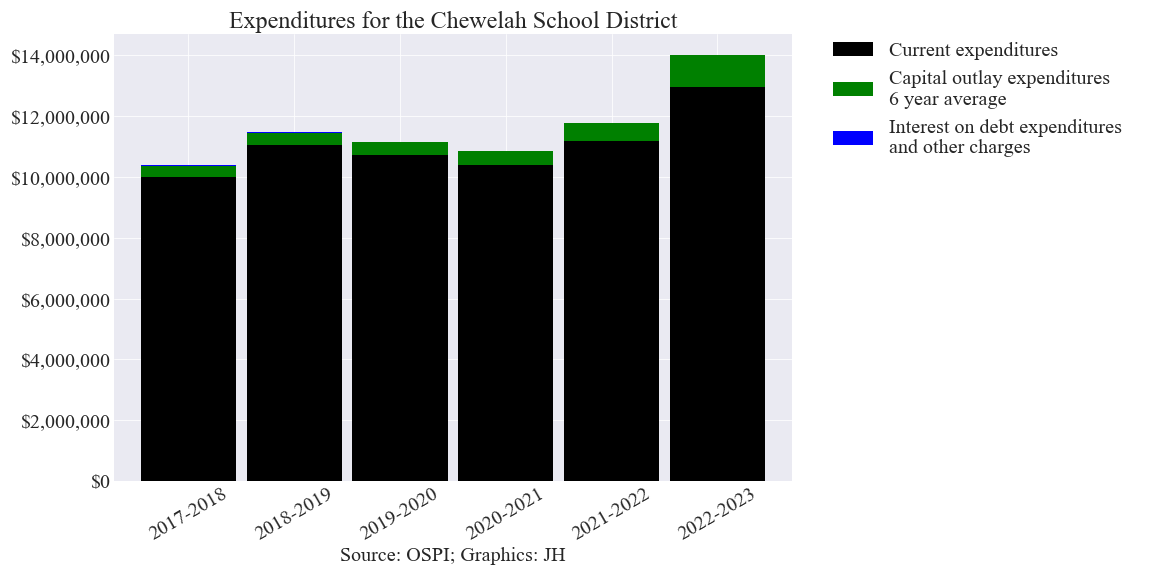 Expenditures for the Chewelah School District
$14,000,000
$12,000,000
$10,000,000
$8,000,000
$6,000,000
$4,000,000
$2,000,000
$0
2017-2018
2018-2019
2019-2020
2020-2021
2021-2022
2022-2023
Source: OSPI; Graphics: JH
Current expenditures
Capital outlay expenditures
6 year average
Interest on debt expenditures
and other charges